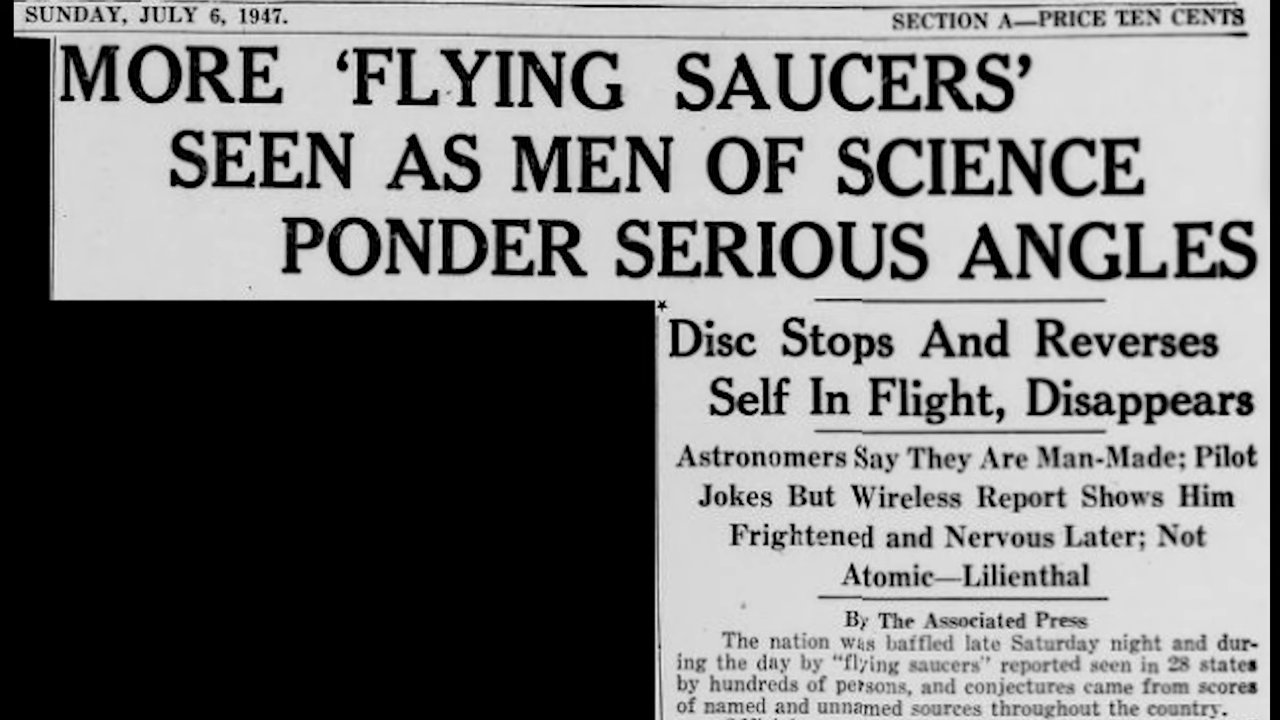 SUNDAY, JULY 6, 1947.
SECTION A—PRICE TEN CENTS
MORE ‘FLYING SAUCERS’
SEEN AS MEN OF SCIENCE
PONDER SERIOUS ANGLES
Disc Stops And Reverses
Self In Flight, Disappears
Astronomers Say They Are Man-Made; Pilot
Jokes But Wireless Report Shows Him
Frightened and Nervous Later; Not
Atomic—Lilienthal
By The Associated Press
The nation was baffled late Saturday night and dur-
ing the day by "flying saucers" reported seen in 28 states
by hundreds of persons, and conjectures came from scores
of named and unnamed sources throughout the country.